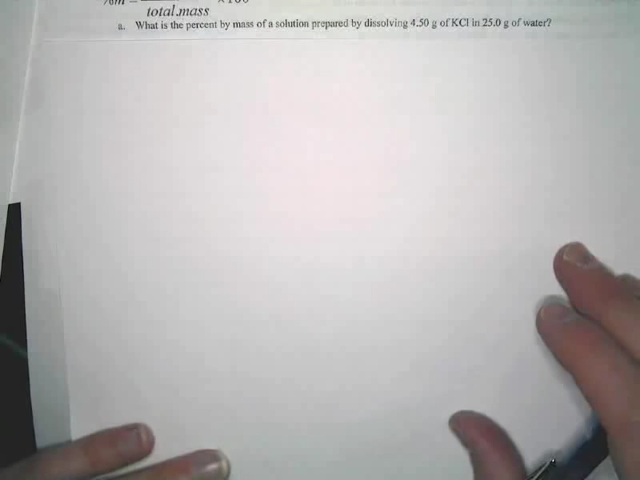 %m = ×100
total.mass
a. What is the percent by mass of a solution prepared by dissolving 4.50 g of KCl in 25.0 g of water?